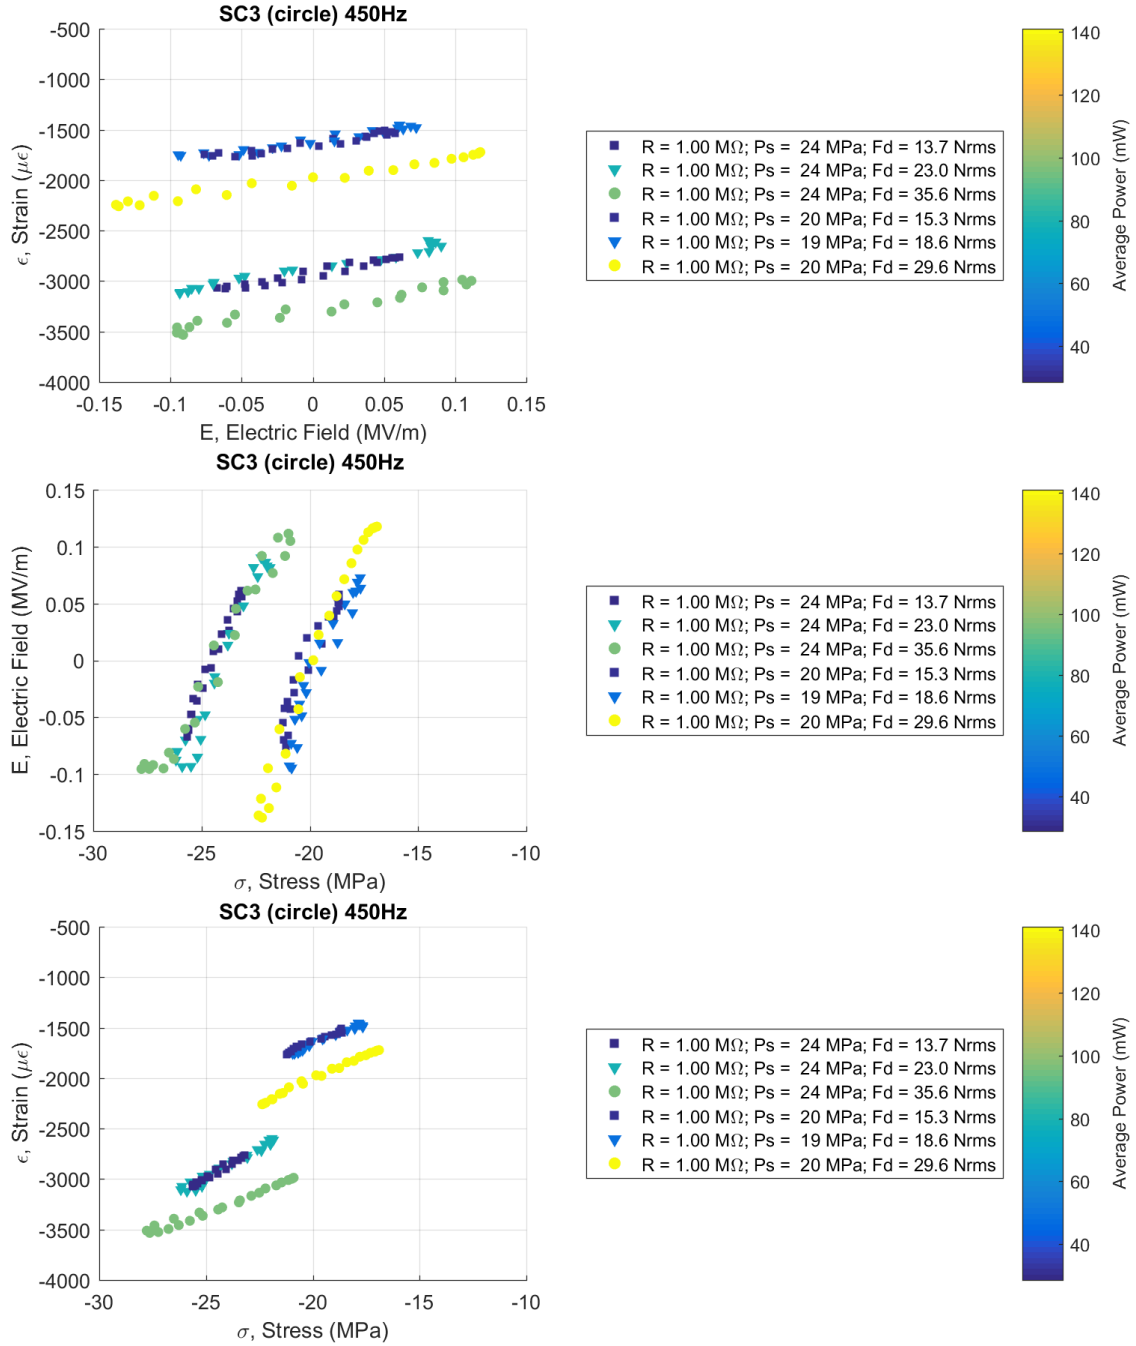 SC3 (circle) 450Hz
-500
-1000
-1500
-2000
-2500
-3000
-3500
-4000
ϵ, Strain (με)
-0.15 -0.1 -0.05 0 0.05 0.1 0.15
E, Electric Field (MV/m)
R = 1.00 MΩ; Ps = 24 MPa; Fd = 13.7 Nrms
R = 1.00 MΩ; Ps = 24 MPa; Fd = 23.0 Nrms
R = 1.00 MΩ; Ps = 24 MPa; Fd = 35.6 Nrms
R = 1.00 MΩ; Ps = 20 MPa; Fd = 15.3 Nrms
R = 1.00 MΩ; Ps = 19 MPa; Fd = 18.6 Nrms
R = 1.00 MΩ; Ps = 20 MPa; Fd = 29.6 Nrms
140
120
100
80
60
40
Average Power (mW)
SC3 (circle) 450Hz
0.15
0.1
0.05
0
-0.05
-0.1
-0.15
E, Electric Field (MV/m)
-30 -25 -20 -15 -10
σ, Stress (MPa)
R = 1.00 MΩ; Ps = 24 MPa; Fd = 13.7 Nrms
R = 1.00 MΩ; Ps = 24 MPa; Fd = 23.0 Nrms
R = 1.00 MΩ; Ps = 24 MPa; Fd = 35.6 Nrms
R = 1.00 MΩ; Ps = 20 MPa; Fd = 15.3 Nrms
R = 1.00 MΩ; Ps = 19 MPa; Fd = 18.6 Nrms
R = 1.00 MΩ; Ps = 20 MPa; Fd = 29.6 Nrms
140
120
100
80
60
40
Average Power (mW)
SC3 (circle) 450Hz
-500
-1000
-1500
-2000
-2500
-3000
-3500
-4000
ϵ, Strain (με)
-30 -25 -20 -15 -10
σ, Stress (MPa)
R = 1.00 MΩ; Ps = 24 MPa; Fd = 13.7 Nrms
R = 1.00 MΩ; Ps = 24 MPa; Fd = 23.0 Nrms
R = 1.00 MΩ; Ps = 24 MPa; Fd = 35.6 Nrms
R = 1.00 MΩ; Ps = 20 MPa; Fd = 15.3 Nrms
R = 1.00 MΩ; Ps = 19 MPa; Fd = 18.6 Nrms
R = 1.00 MΩ; Ps = 20 MPa; Fd = 29.6 Nrms
140
120
100
80
60
40
Average Power (mW)